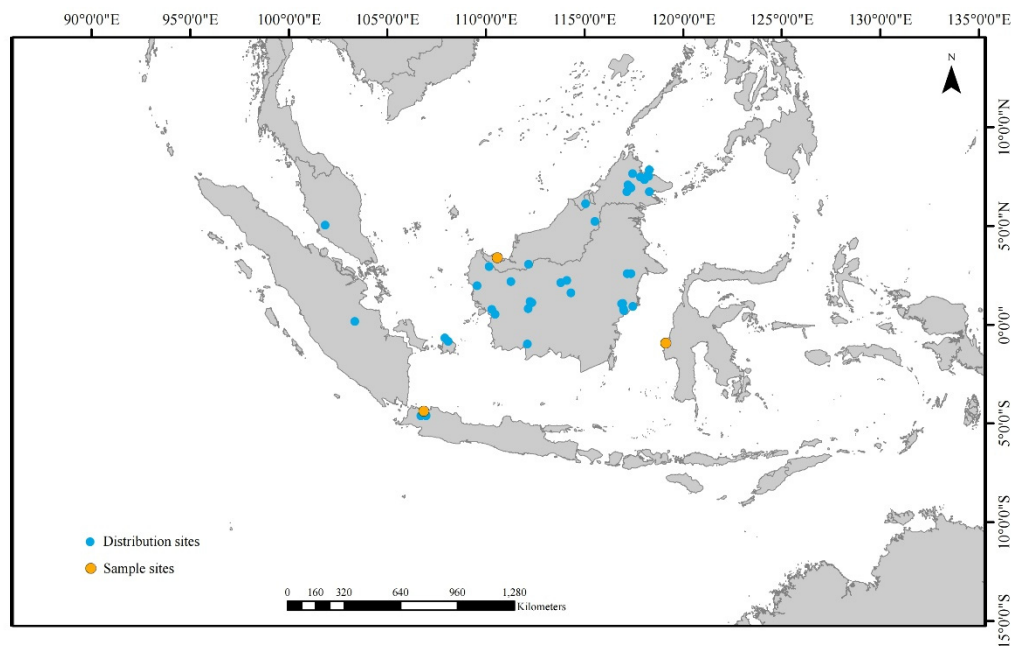 90°0'0"E 95°0'0"E 100°0'0"E 105°0'0"E 110°0'0"E 115°0'0"E 120°0'0"E 125°0'0"E 130°0'0"E 135°0'0"E
N
10°0'0"N
5°0'0"N
0°0'0"
5°0'0"S
10°0'0"S
15°0'0"S
Distribution sites
Sample sites
0 160 320 640 960 1,280
Kilometers